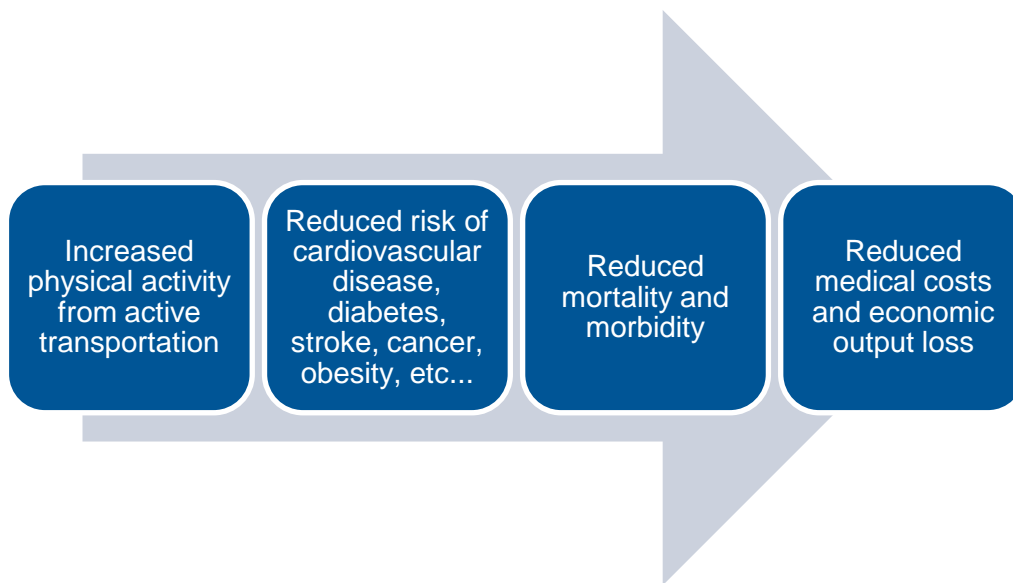 Increased
physical activity
from active
transportation
Reduced risk of
cardiovascular
disease,
diabetes,
stroke, cancer,
obesity, etc...
Reduced
mortality and
morbidity
Reduced
medical costs
and economic
output loss